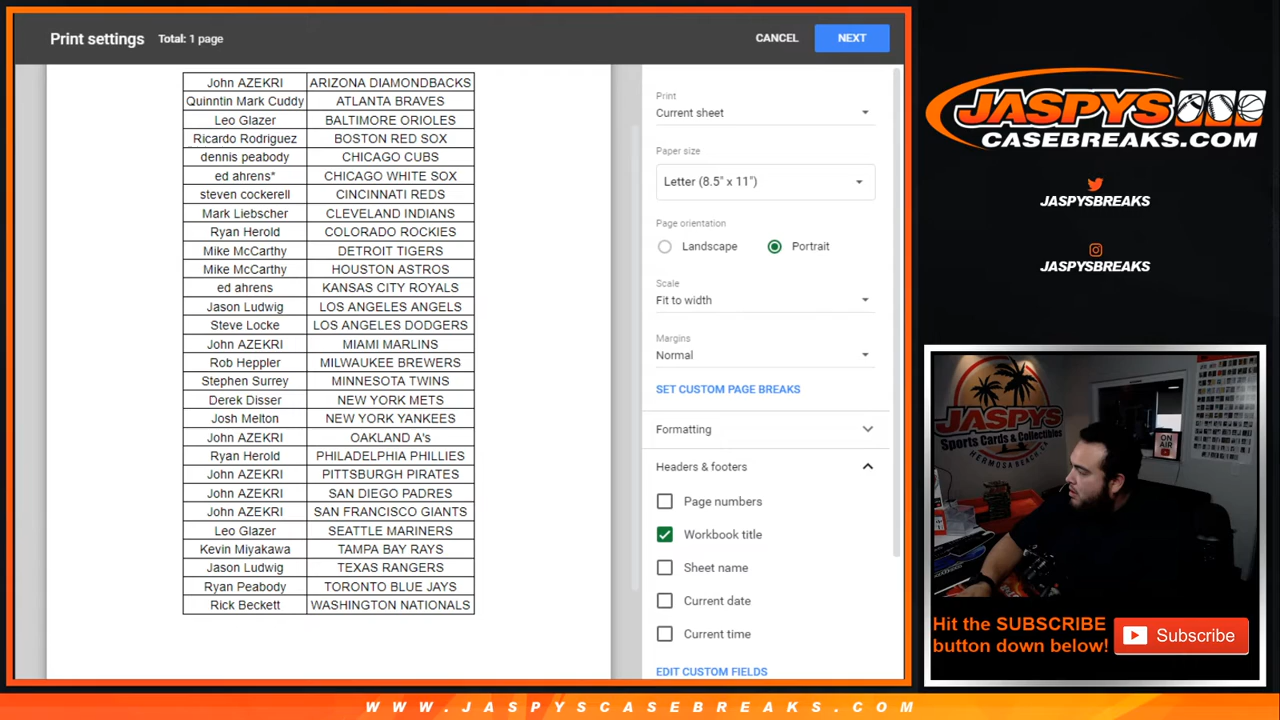 Print settings Total: 1 page CANCEL NEXT
John AZEKRI ARIZONA DIAMONDBACKS
Quinntin Mark Cuddy ATLANTA BRAVES
Leo Glazer BALTIMORE ORIOLES
Ricardo Rodriguez BOSTON RED SOX
dennis peabody CHICAGO CUBS
ed ahrens* CHICAGO WHITE SOX
steven cockerell CINCINNATI REDS
Mark Liebscher CLEVELAND INDIANS
Ryan Herold COLORADO ROCKIES
Mike McCarthy DETROIT TIGERS
Mike McCarthy HOUSTON ASTROS
ed ahrens KANSAS CITY ROYALS
Jason Ludwig LOS ANGELES ANGELS
Steve Locke LOS ANGELES DODGERS
John AZEKRI MIAMI MARLINS
Rob Heppler MILWAUKEE BREWERS
Stephen Surrey MINNESOTA TWINS
Derek Disser NEW YORK METS
Josh Melton NEW YORK YANKEES
John AZEKRI OAKLAND A's
Ryan Herold PHILADELPHIA PHILLIES
John AZEKRI PITTSBURGH PIRATES
John AZEKRI SAN DIEGO PADRES
John AZEKRI SAN FRANCISCO GIANTS
Leo Glazer SEATTLE MARINERS
Kevin Miyakawa TAMPA BAY RAYS
Jason Ludwig TEXAS RANGERS
Ryan Peabody TORONTO BLUE JAYS
Rick Beckett WASHINGTON NATIONALS
Print
Current sheet
Paper size
Letter (8.5" x 11")
Page orientation
Landscape Portrait
Scale
Fit to width
Margins
Normal
SET CUSTOM PAGE BREAKS
Formatting
Headers & footers
Page numbers
Workbook title
Sheet name
Current date
Current time
EDIT CUSTOM FIELDS
JASPYS
CASEBREAKS.COM
JASPYSBREAKS
JASPYSBREAKS
JASPYS
Sports Cards & Collectibles
HERMOSA BEACH, CA
ON AIR
Hit the SUBSCRIBE
button down below!
Subscribe
WWW.JASPYSCASEBREAKS.COM